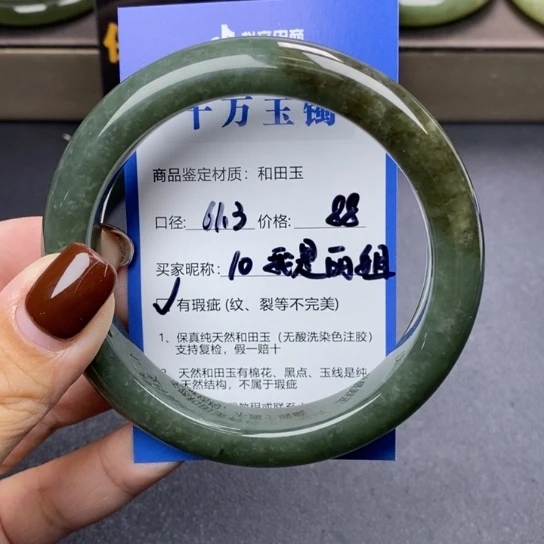 抖音电商
千万玉镯
商品鉴定材质：和田玉
口径: 61.3 价格: 88
买家昵称: 10 我是丽姐
有瑕疵 (纹、裂等不完美)
1、保真纯天然和田玉（无酸洗染色注胶）
支持复检，假一赔十
2、天然和田玉有棉花、黑点、玉线是纯
天然结构，不属于瑕疵